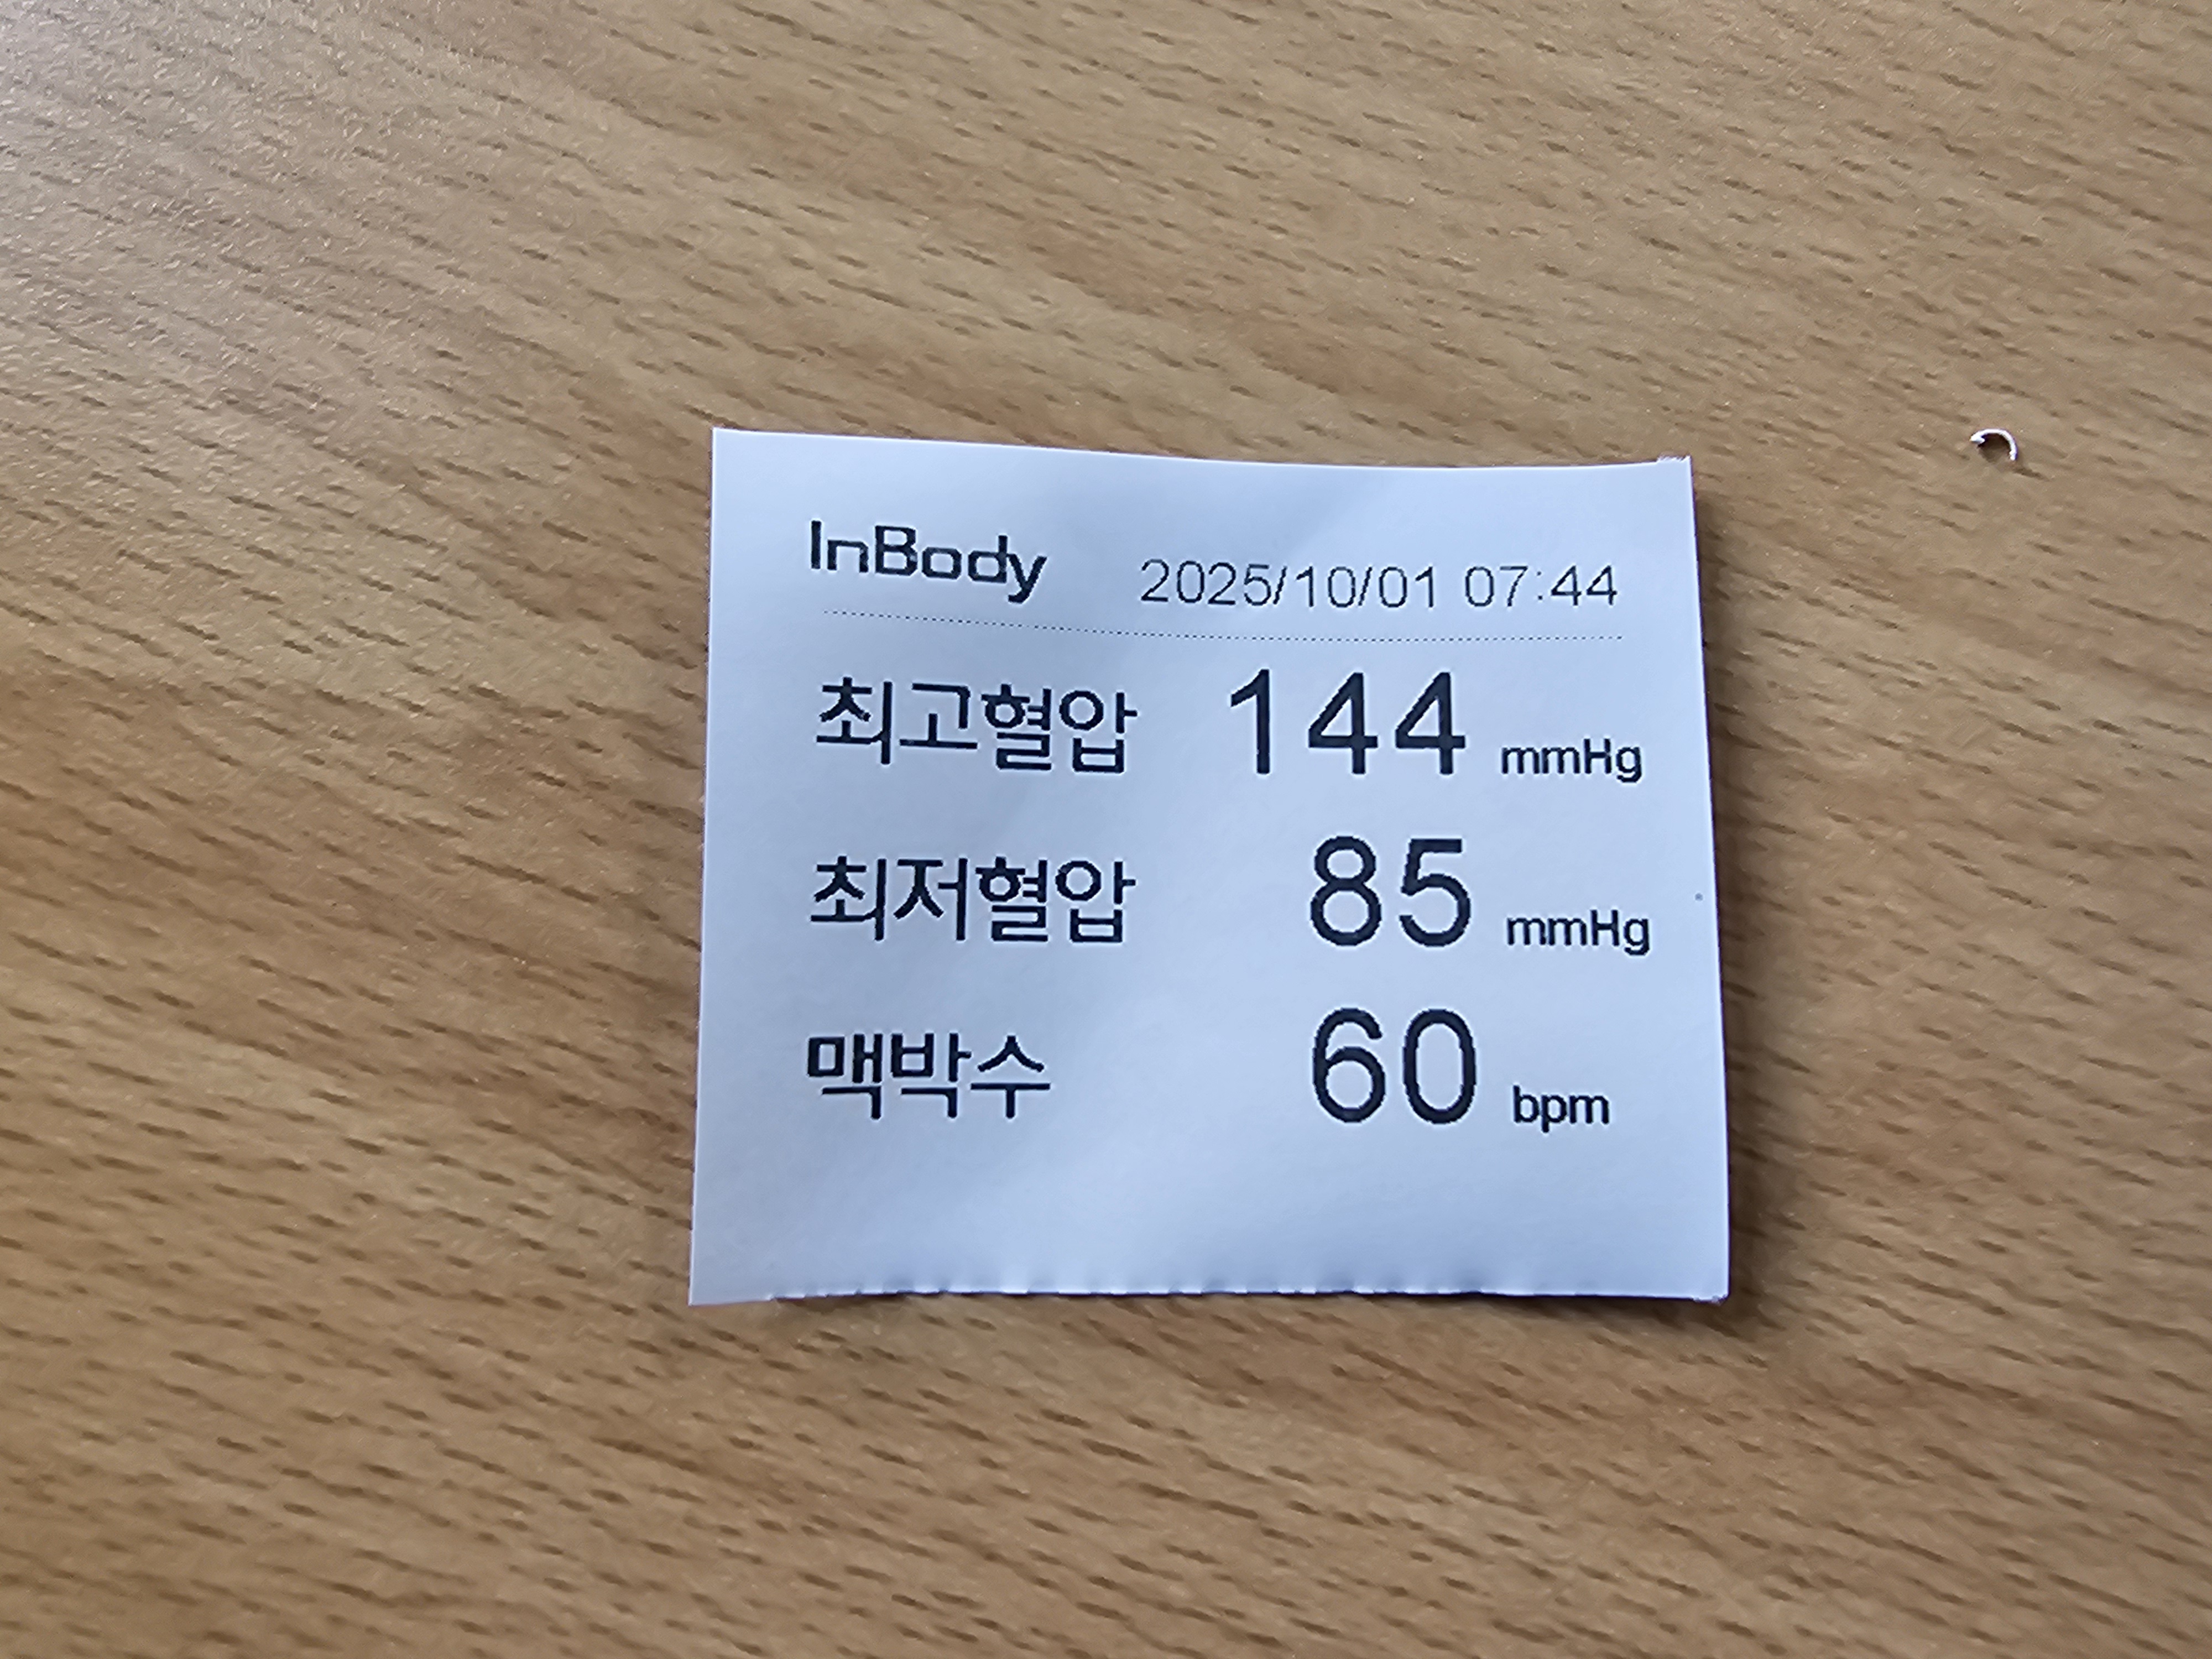 InBody 2025/10/01 07:44
최고혈압 144 mmHg
최저혈압 85 mmHg
맥박수 60 bpm